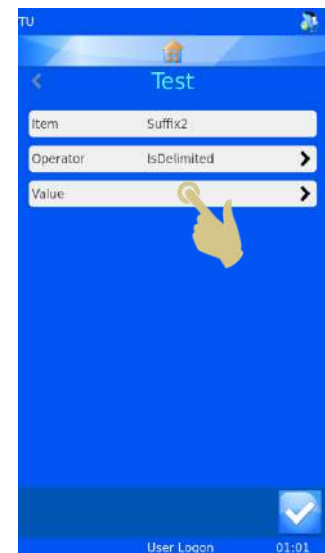 TU
Test
Item Suffix2
Operator IsDelimited
Value
User Logon 01:01